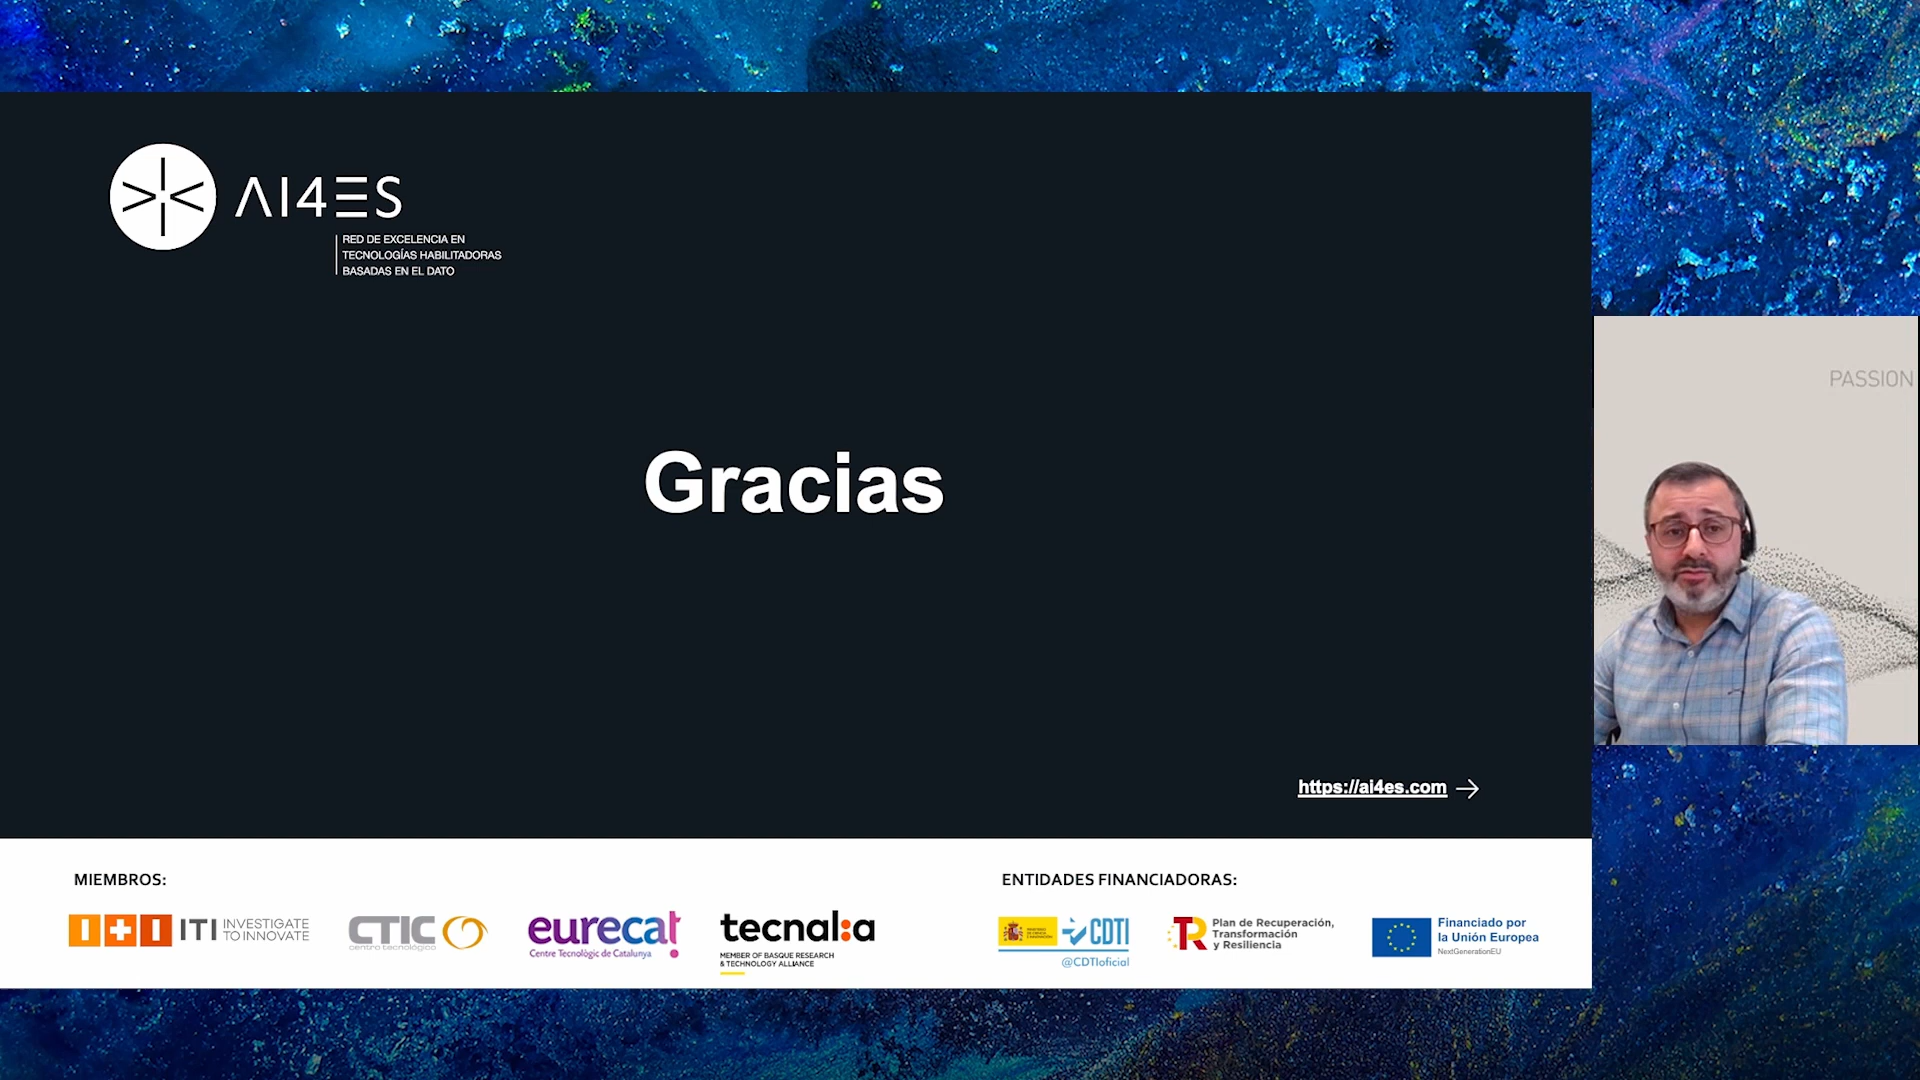 AI4ES
RED DE EXCELENCIA EN
TECNOLOGÍAS HABILITADORAS
BASADAS EN EL DATO
PASSION
Gracias
https://ai4es.com
MIEMBROS:
ITI INVESTIGATE
TO INNOVATE
CTIC
centro tecnológico
eurecat
Centre Tecnològic de Catalunya
tecnal:a
MEMBER OF BASQUE RESEARCH
& TECHNOLOGY ALLIANCE
ENTIDADES FINANCIADORAS:
CDTI
@CDTIoficial
Plan de Recuperación,
Transformación
y Resiliencia
Financiado por
la Unión Europea
NextGenerationEU